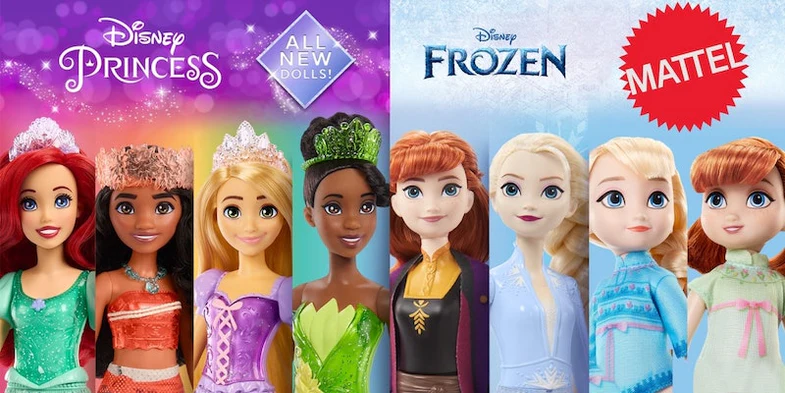 Disney
PRINCESS
ALL
NEW
DOLLS!
Disney
FROZEN
MATTEL